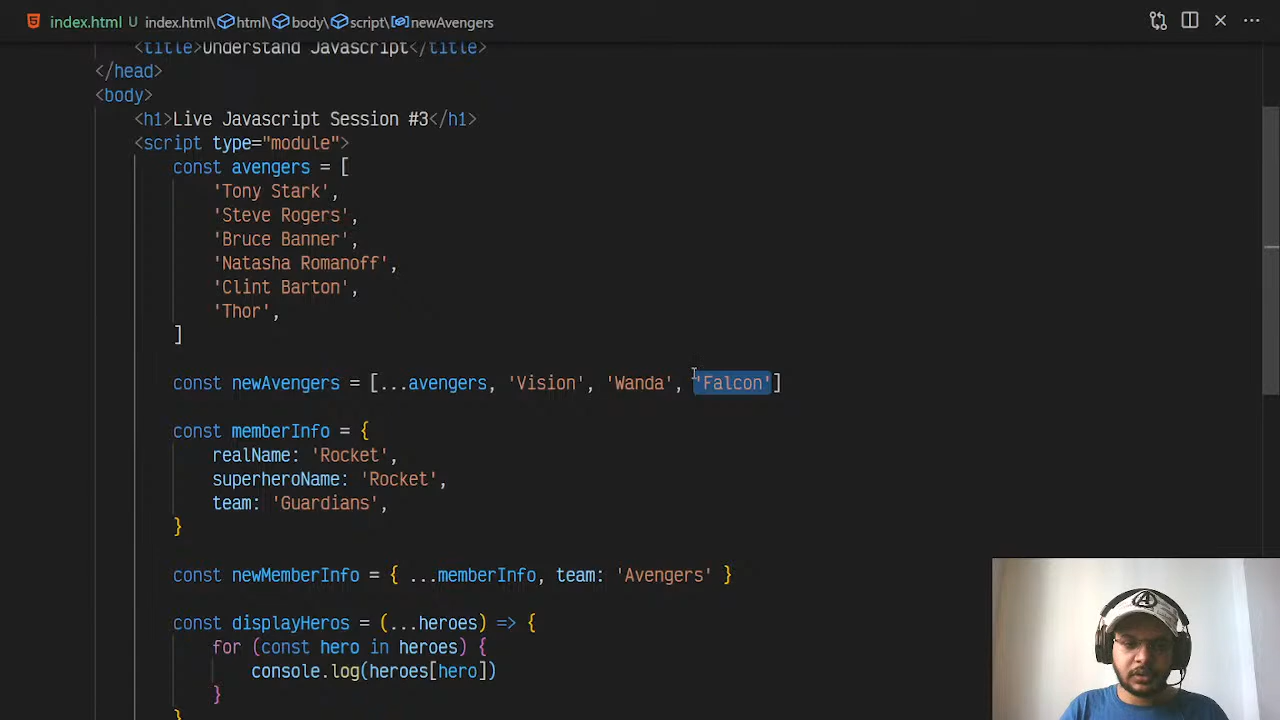 index.html U index.html\html\body\script\newAvengers
<title>Understand Javascript</title>
</head>
<body>
<h1>Live Javascript Session #3</h1>
<script type="module">
const avengers = [
'Tony Stark',
'Steve Rogers',
'Bruce Banner',
'Natasha Romanoff',
'Clint Barton',
'Thor',
]
const newAvengers = [...avengers, 'Vision', 'Wanda', 'Falcon']
const memberInfo = {
realName: 'Rocket',
superheroName: 'Rocket',
team: 'Guardians',
}
const newMemberInfo = { ...memberInfo, team: 'Avengers' }
const displayHeros = (...heroes) => {
for (const hero in heroes) {
console.log(heroes[hero])
}
}